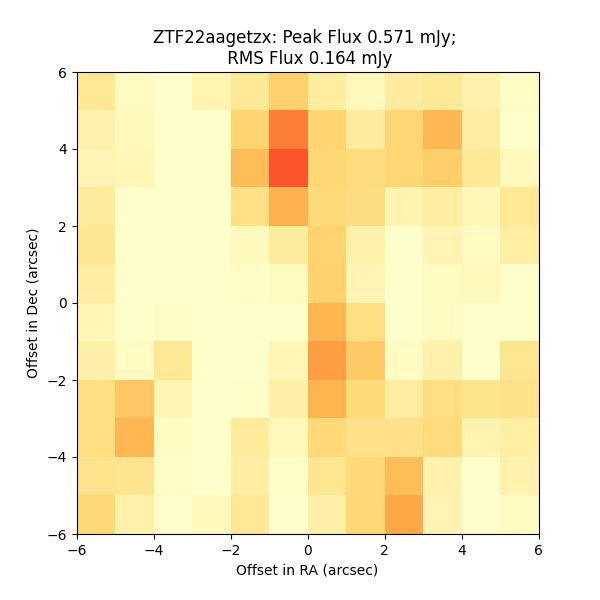 ZTF22aagetzx: Peak Flux 0.571 mJy;
RMS Flux 0.164 mJy
6
4
2
0
−2
−4
−6
Offset in Dec (arcsec)
−6 −4 −2 0 2 4 6
Offset in RA (arcsec)